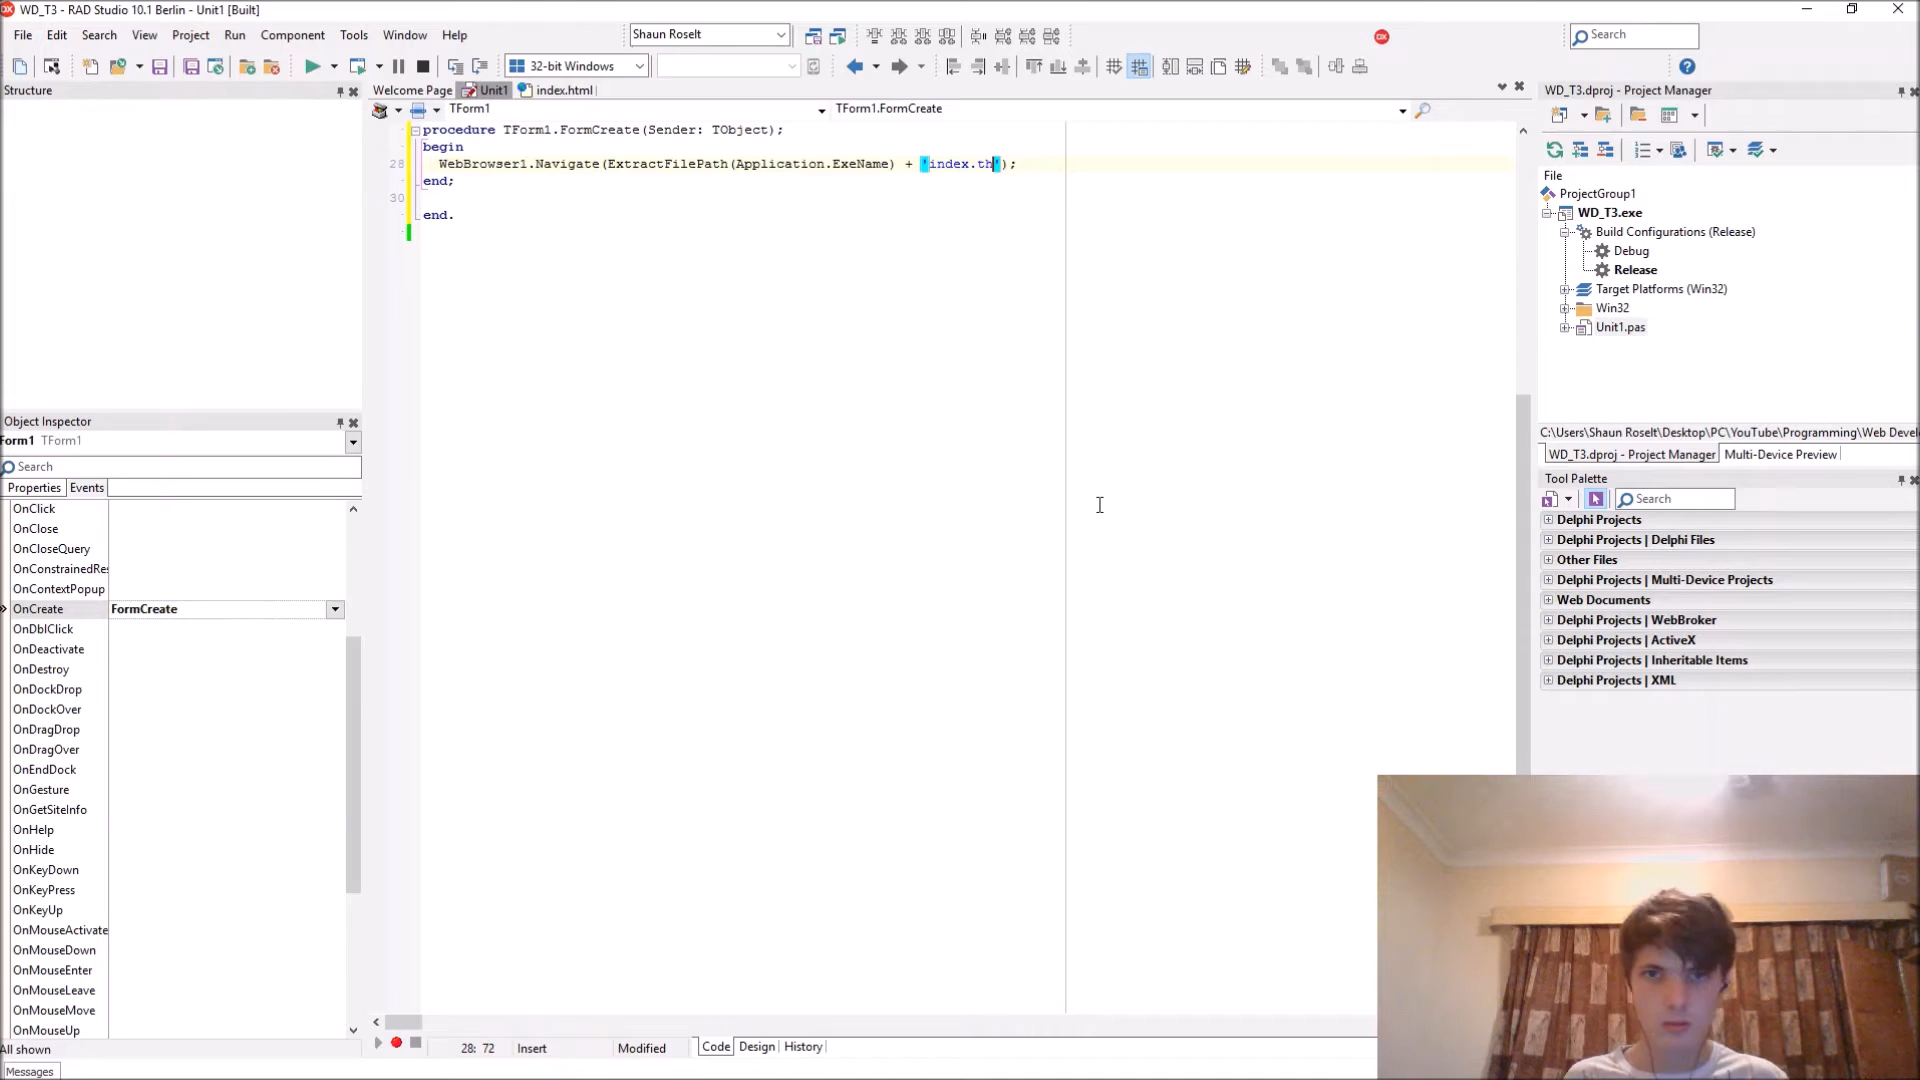 WD_T3 - RAD Studio 10.1 Berlin - Unit1 [Built]
File Edit Search View Project Run Component Tools Window Help
Shaun Roselt
Search
32-bit Windows
Structure
Welcome Page Unit1 index.html
TForm1 TForm1.FormCreate
procedure TForm1.FormCreate(Sender: TObject);
begin
28 WebBrowser1.Navigate(ExtractFilePath(Application.ExeName) + 'index.th');
end;
30
end.
Object Inspector
Form1 TForm1
Search
Properties Events
OnClick
OnClose
OnCloseQuery
OnConstrainedRes
OnContextPopup
OnCreate FormCreate
OnDblClick
OnDeactivate
OnDestroy
OnDockDrop
OnDockOver
OnDragDrop
OnDragOver
OnEndDock
OnGesture
OnGetSiteInfo
OnHelp
OnHide
OnKeyDown
OnKeyPress
OnKeyUp
OnMouseActivate
OnMouseDown
OnMouseEnter
OnMouseLeave
OnMouseMove
OnMouseUp
All shown
Messages
28: 72 Insert Modified Code Design History
WD_T3.dproj - Project Manager
File
ProjectGroup1
WD_T3.exe
Build Configurations (Release)
Debug
Release
Target Platforms (Win32)
Win32
Unit1.pas
C:\Users\Shaun Roselt\Desktop\PC\YouTube\Programming\Web Devel
WD_T3.dproj - Project Manager Multi-Device Preview
Tool Palette
Search
Delphi Projects
Delphi Projects | Delphi Files
Other Files
Delphi Projects | Multi-Device Projects
Web Documents
Delphi Projects | WebBroker
Delphi Projects | ActiveX
Delphi Projects | Inheritable Items
Delphi Projects | XML